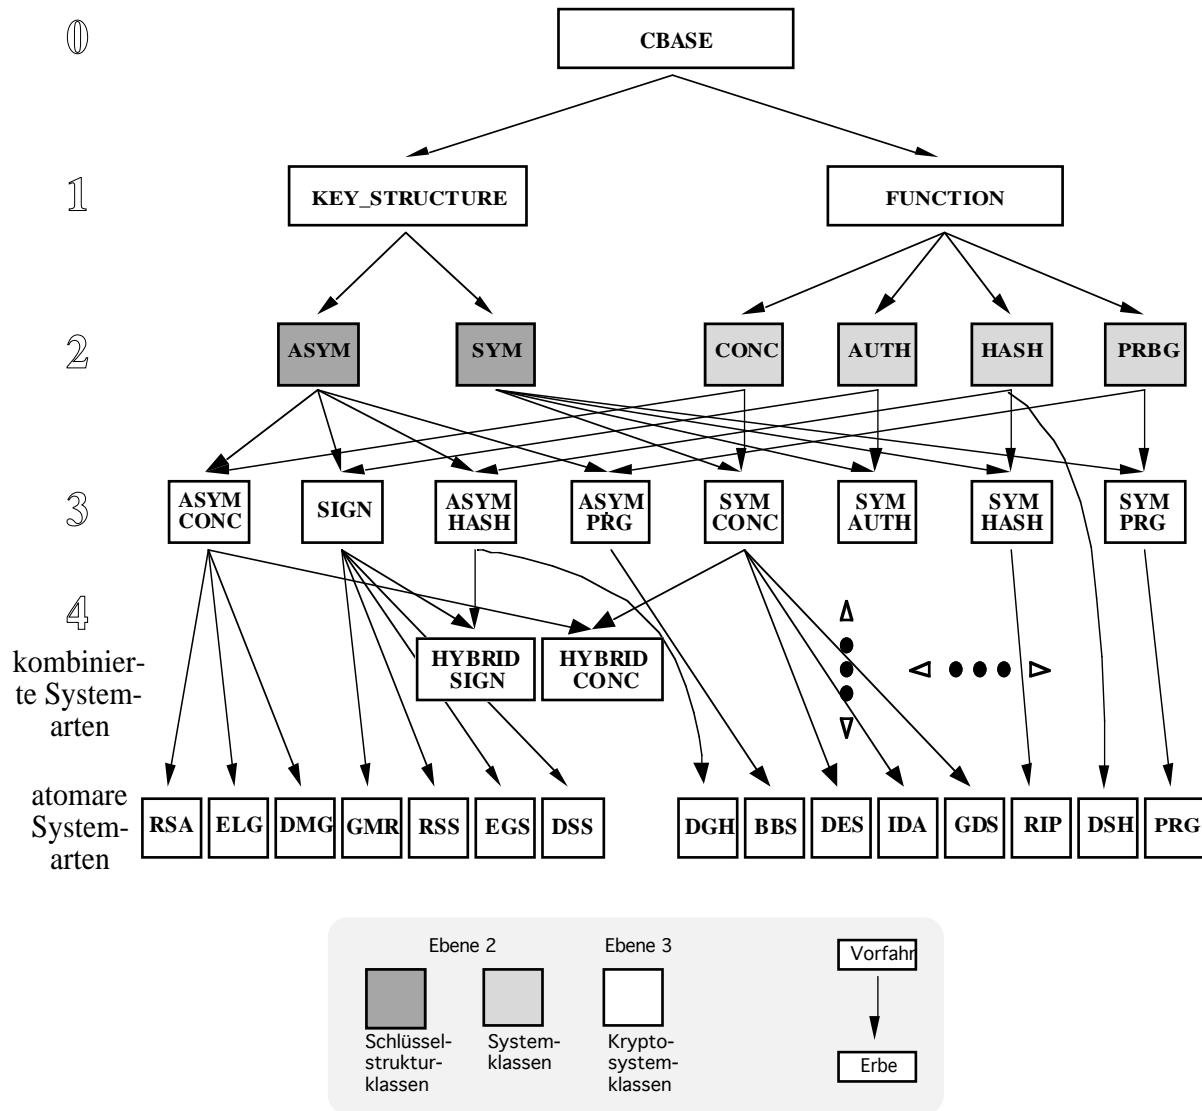 0
CBASE
1
KEY_STRUCTURE
FUNCTION
2
ASYM
SYM
CONC
AUTH
HASH
PRBG
3
ASYM
CONC
SIGN
ASYM
HASH
ASYM
PRG
SYM
CONC
SYM
AUTH
SYM
HASH
SYM
PRG
4
kombinier-
te System-
arten
HYBRID
SIGN
HYBRID
CONC
atomare
System-
arten
RSA
ELG
DMG
GMR
RSS
EGS
DSS
DGH
BBS
DES
IDA
GDS
RIP
DSH
PRG
Ebene 2
Ebene 3
Schlüssel-
struktur-
klassen
System-
klassen
Krypto-
system-
klassen
Vorfahr
Erbe